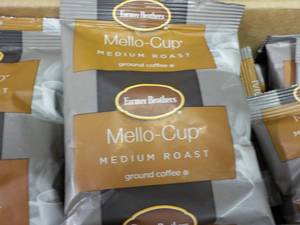 Farmer Brothers
Mello-Cup
MEDIUM ROAST
ground coffee
Farmer Brothers
Mello-Cup
MEDIUM ROAST
ground coffee